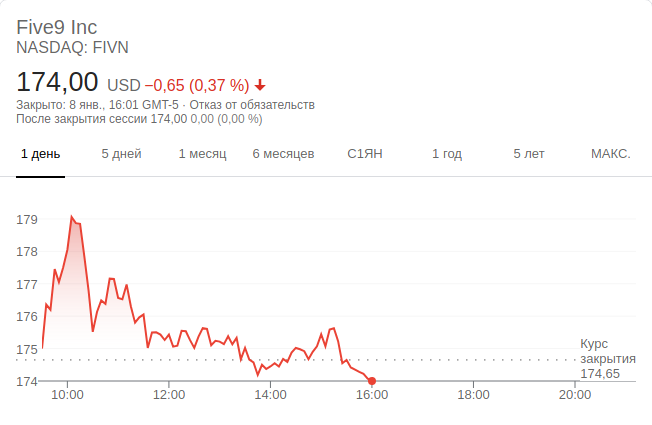 Five9 Inc
NASDAQ: FIVN
174,00 USD −0,65 (0,37 %)
Закрыто: 8 янв., 16:01 GMT-5 · Отказ от обязательств
После закрытия сессии 174,00 0,00 (0,00 %)
1 день 5 дней 1 месяц 6 месяцев С1ЯН 1 год 5 лет МАКС.
179
178
177
176
175
Курс
закрытия
174,65
174
10:00 12:00 14:00 16:00 18:00 20:00